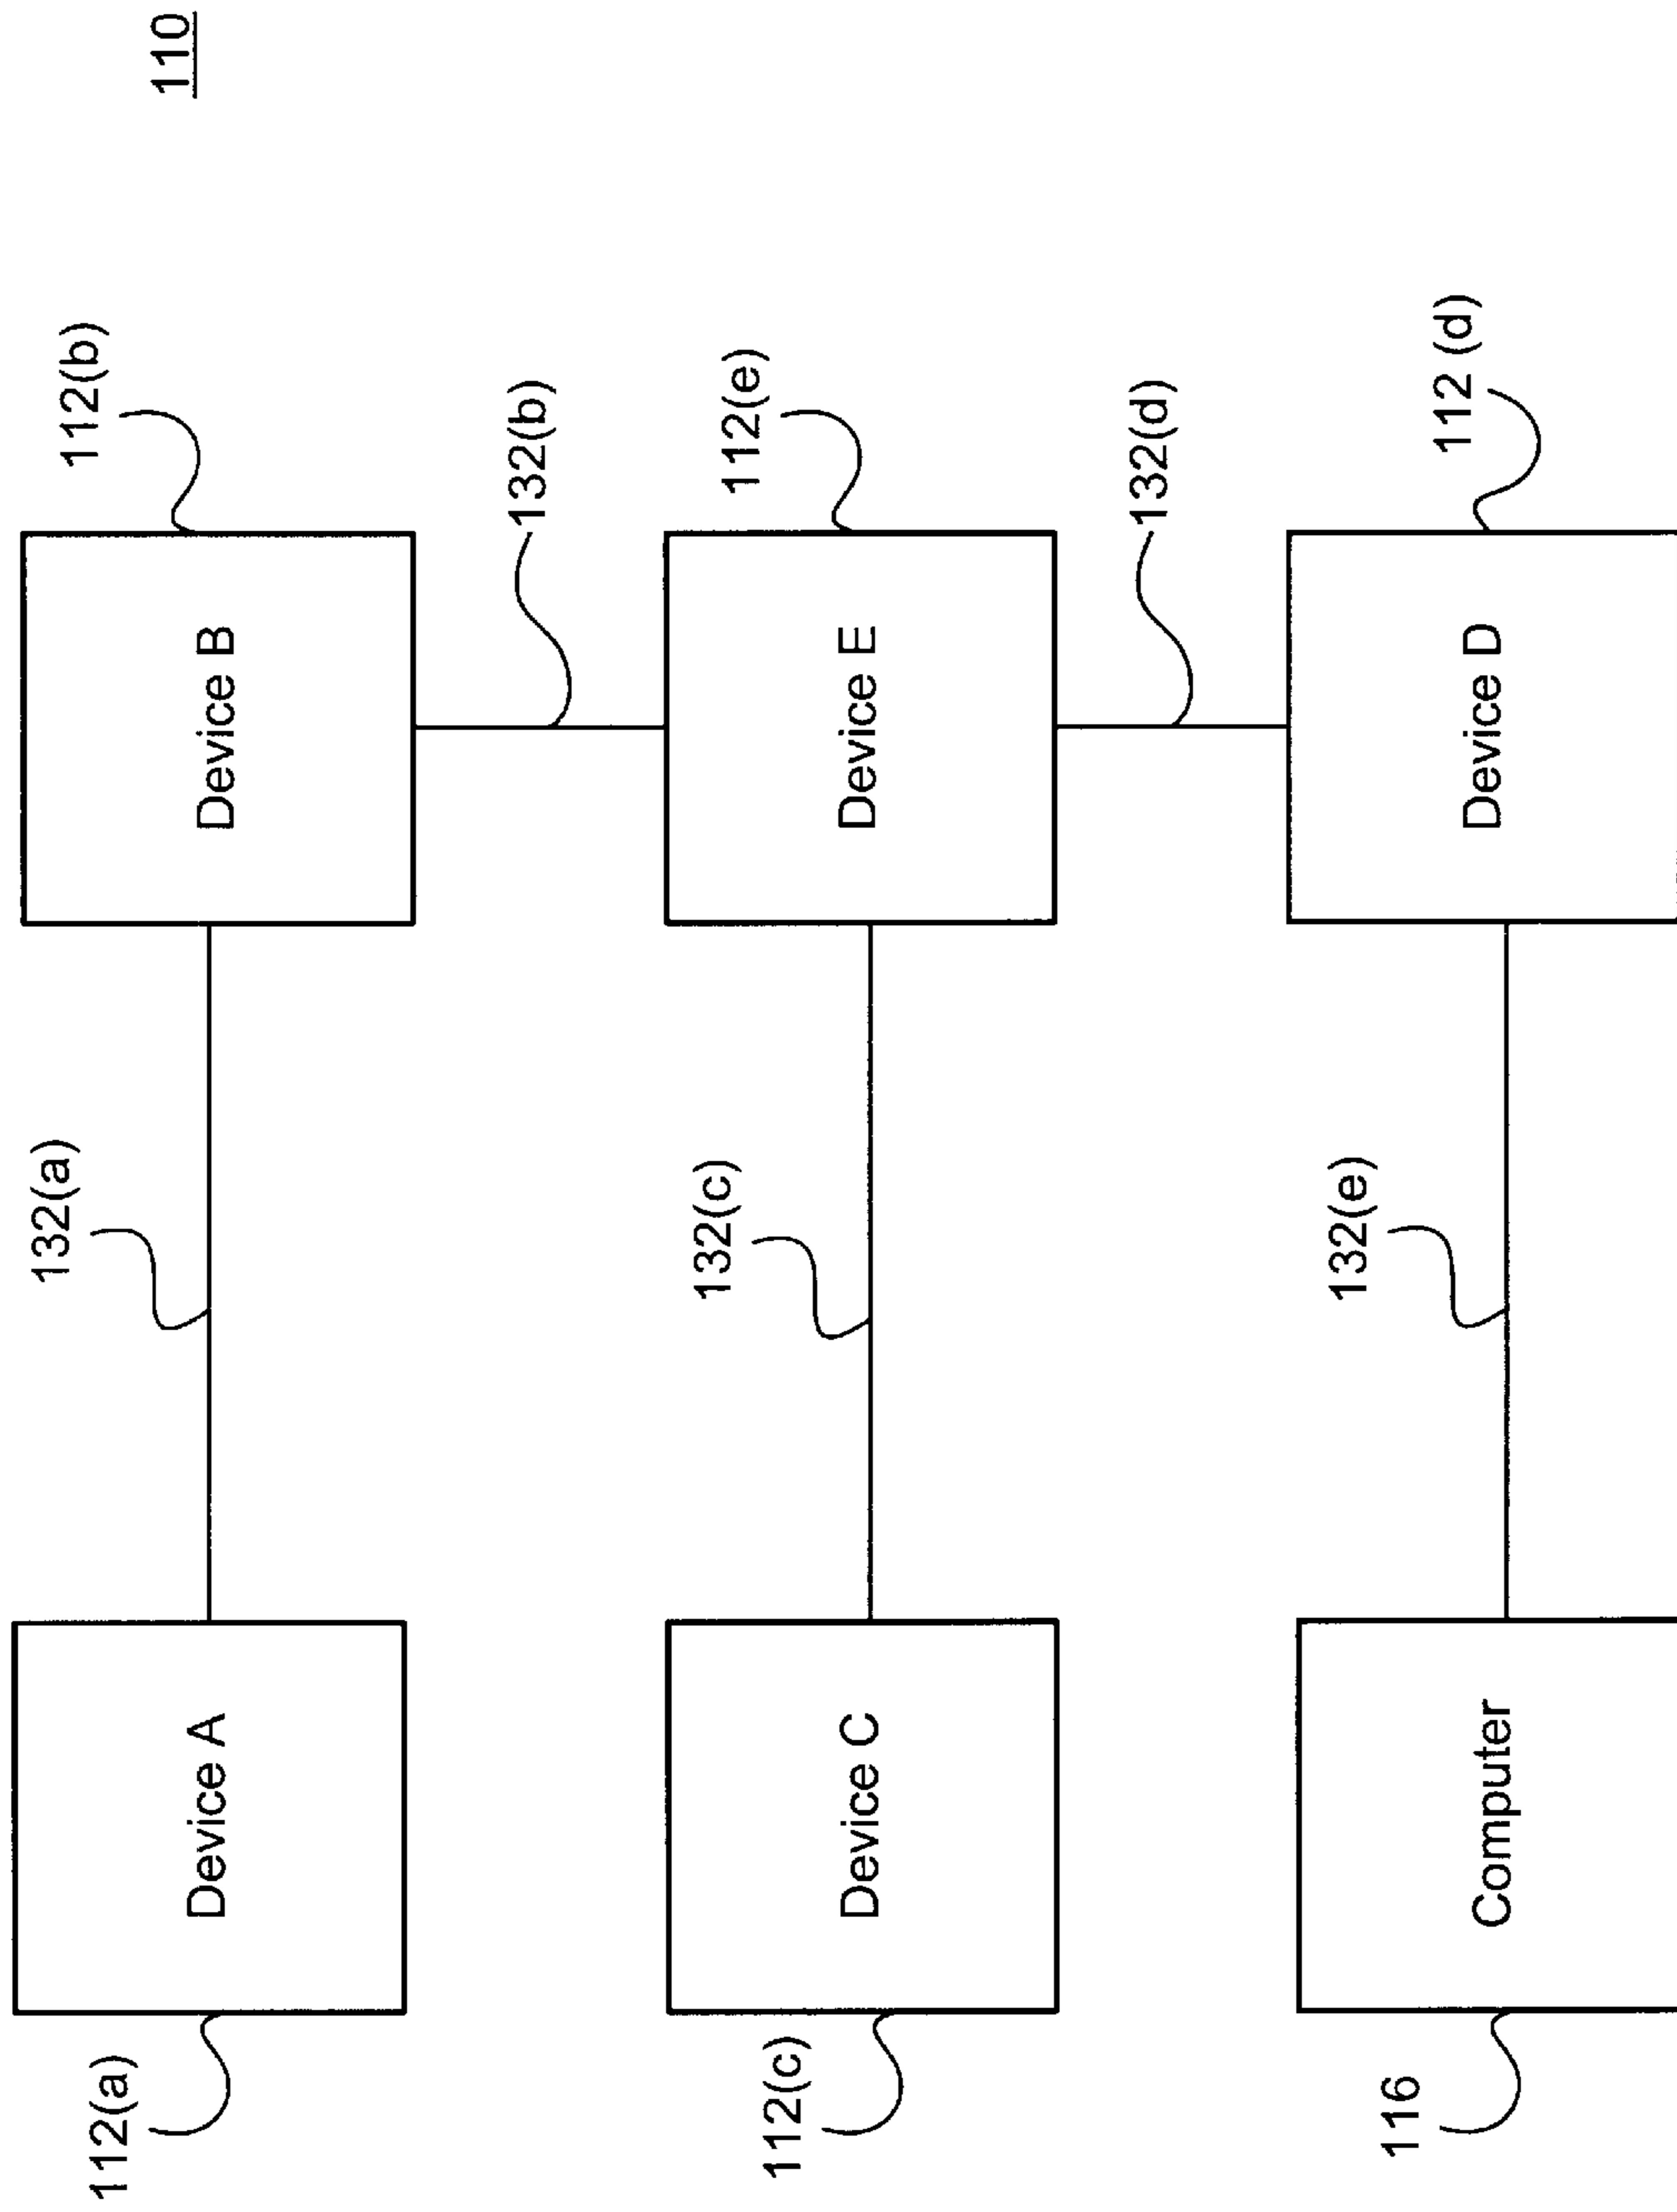 110
112(a)
Device A
132(a)
Device B
112(b)
132(b)
112(c)
Device C
132(c)
Device E
112(e)
132(d)
116
Computer
132(e)
Device D
112 (d)